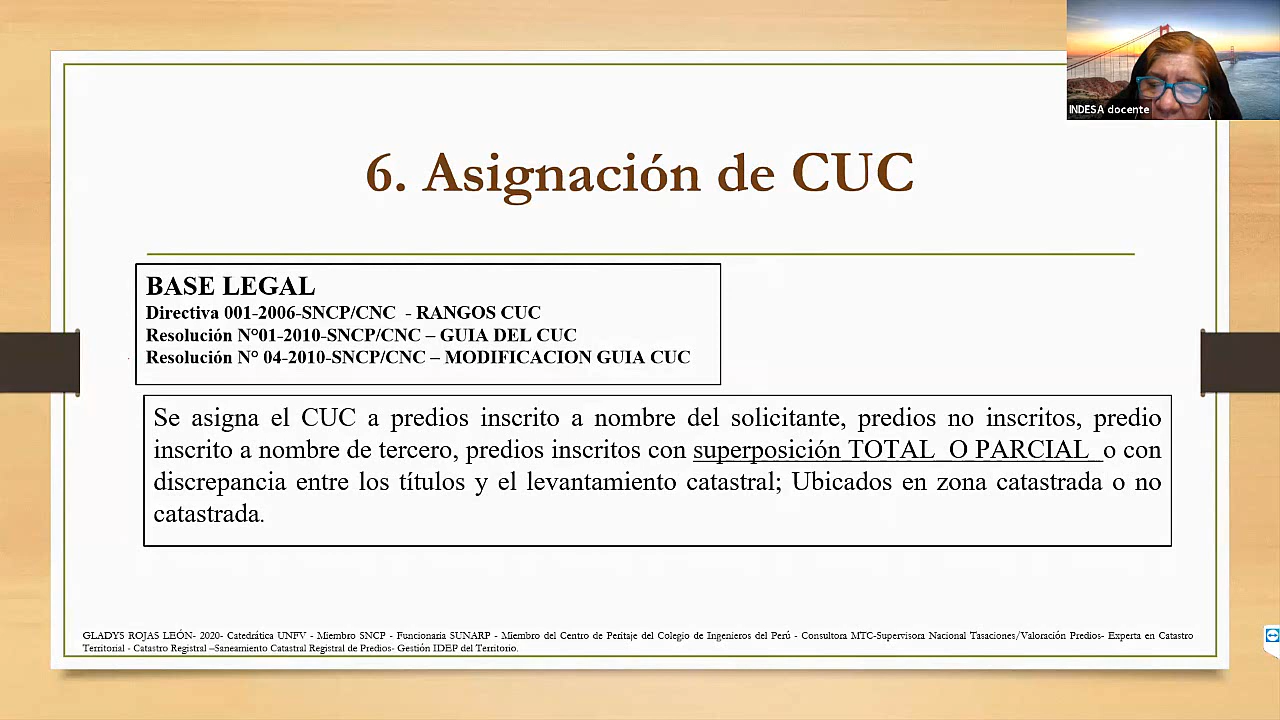 INDESA docente
6. Asignación de CUC
BASE LEGAL
Directiva 001-2006-SNCP/CNC - RANGOS CUC
Resolución N°01-2010-SNCP/CNC – GUIA DEL CUC
Resolución N° 04-2010-SNCP/CNC – MODIFICACION GUIA CUC
Se asigna el CUC a predios inscrito a nombre del solicitante, predios no inscritos, predio
inscrito a nombre de tercero, predios inscritos con superposición TOTAL O PARCIAL o con
discrepancia entre los títulos y el levantamiento catastral; Ubicados en zona catastrada o no
catastrada.
GLADYS ROJAS LEÓN- 2020- Catedrática UNFV - Miembro SNCP - Funcionaria SUNARP - Miembro del Centro de Peritaje del Colegio de Ingenieros del Perú - Consultora MTC-Supervisora Nacional Tasaciones/Valoración Predios- Experta en Catastro
Territorial - Catastro Registral –Saneamiento Catastral Registral de Predios- Gestión IDEP del Territorio.